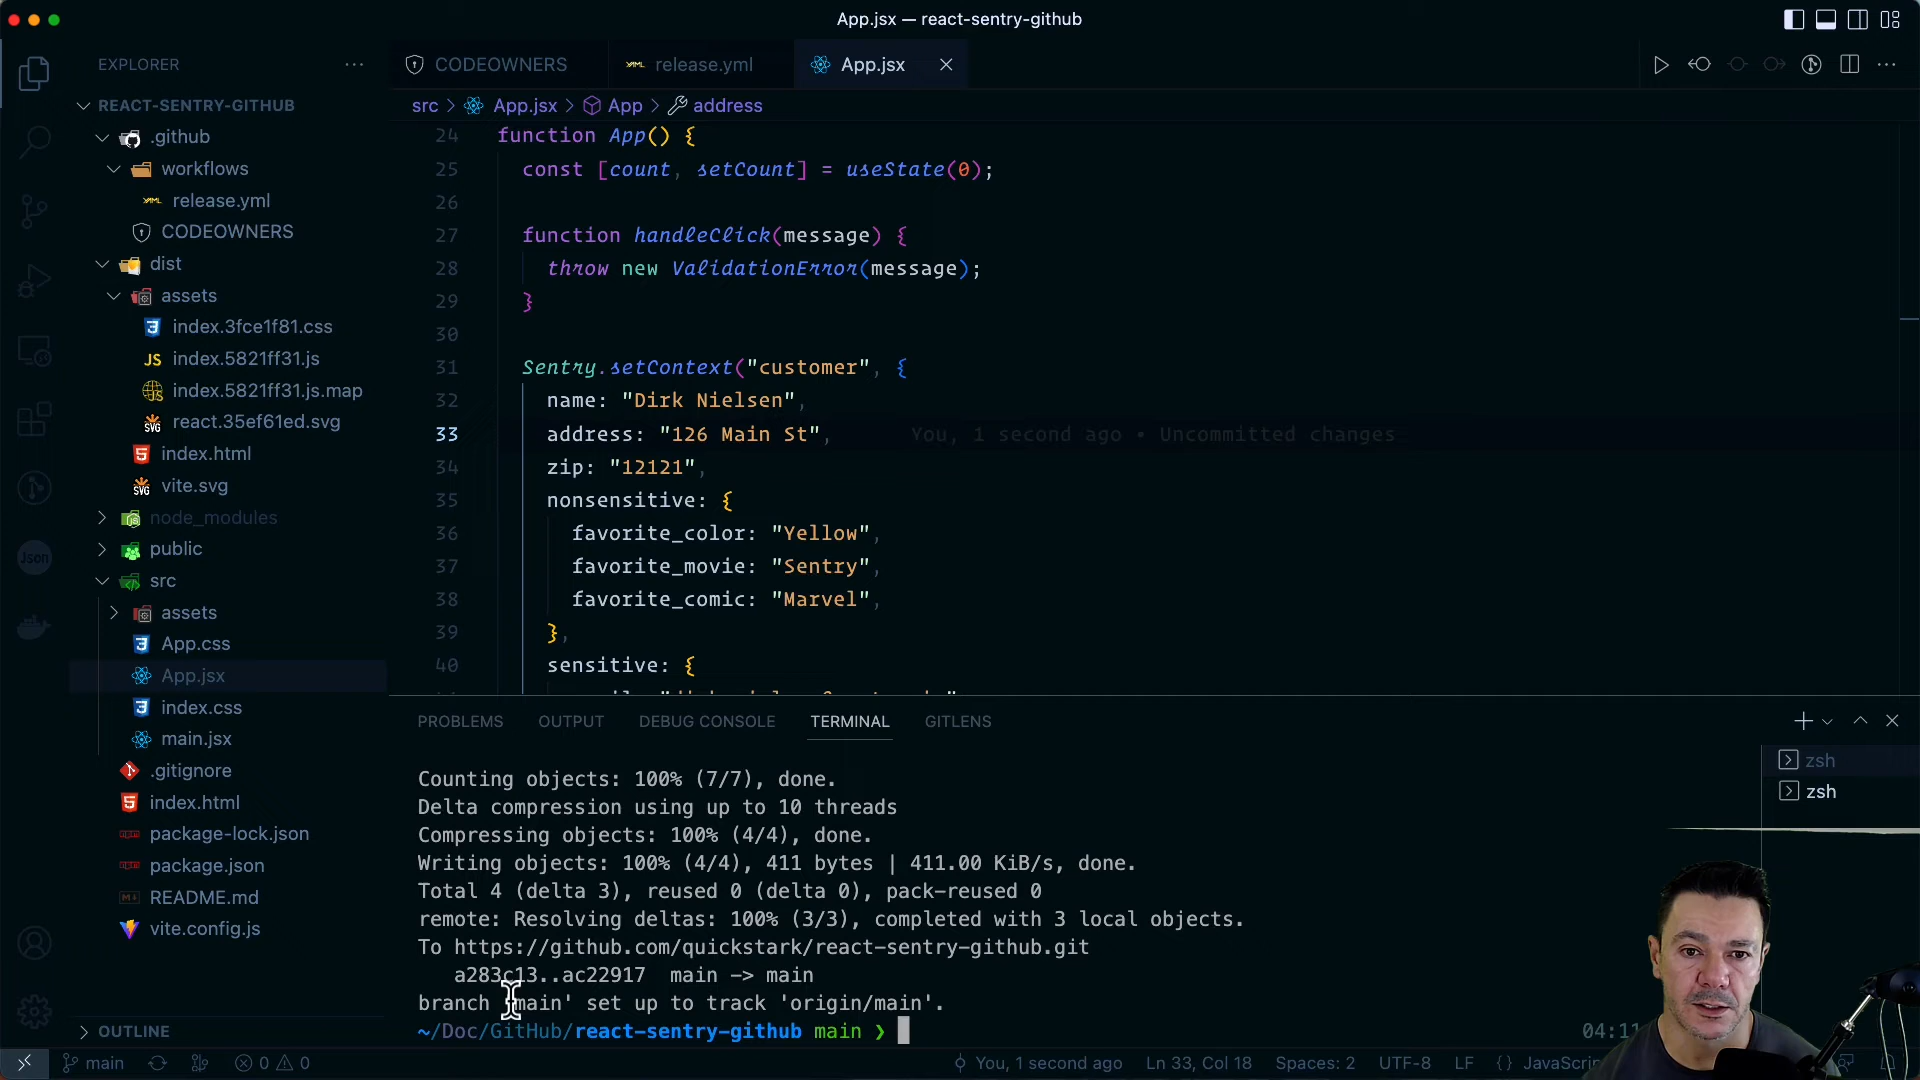 App.jsx — react-sentry-github
EXPLORER
REACT-SENTRY-GITHUB
.github
workflows
release.yml
CODEOWNERS
dist
assets
index.3fce1f81.css
JS index.5821ff31.js
index.5821ff31.js.map
react.35ef61ed.svg
index.html
vite.svg
node_modules
public
src
assets
App.css
App.jsx
index.css
main.jsx
.gitignore
index.html
package-lock.json
package.json
README.md
vite.config.js
OUTLINE
Json
CODEOWNERS
release.yml
App.jsx
src > App.jsx > App > address
24 function App() {
25 const [count, setCount] = useState(0);
26
27 function handleClick(message) {
28 throw new ValidationError(message);
29 }
30
31 Sentry.setContext("customer", {
32 name: "Dirk Nielsen",
33 address: "126 Main St", You, 1 second ago • Uncommitted changes
34 zip: "12121",
35 nonsensitive: {
36 favorite_color: "Yellow",
37 favorite_movie: "Sentry",
38 favorite_comic: "Marvel",
39 },
40 sensitive: {
PROBLEMS OUTPUT DEBUG CONSOLE TERMINAL GITLENS
zsh
zsh
Counting objects: 100% (7/7), done.
Delta compression using up to 10 threads
Compressing objects: 100% (4/4), done.
Writing objects: 100% (4/4), 411 bytes | 411.00 KiB/s, done.
Total 4 (delta 3), reused 0 (delta 0), pack-reused 0
remote: Resolving deltas: 100% (3/3), completed with 3 local objects.
To https://github.com/quickstark/react-sentry-github.git
a283c13..ac22917 main -> main
branch 'main' set up to track 'origin/main'.
~/Doc/GitHub/react-sentry-github main ❯
04:11
main 0 0 You, 1 second ago Ln 33, Col 18 Spaces: 2 UTF-8 LF {}